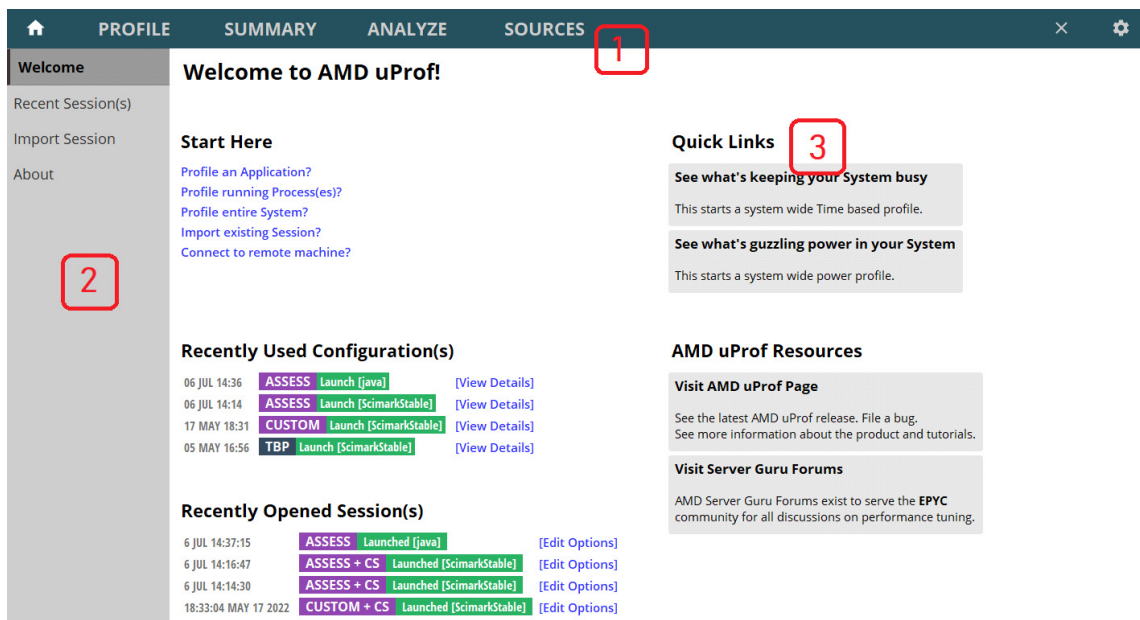 PROFILE SUMMARY ANALYZE SOURCES
1
Welcome
Recent Session(s)
Import Session
About
2
Welcome to AMD uProf!
Start Here
Profile an Application?
Profile running Process(es)?
Profile entire System?
Import existing Session?
Connect to remote machine?
Quick Links
3
See what's keeping your System busy
This starts a system wide Time based profile.
See what's guzzling power in your System
This starts a system wide power profile.
Recently Used Configuration(s)
06 JUL 14:36 ASSESS Launch [java] [View Details]
06 JUL 14:14 ASSESS Launch [ScimarkStable] [View Details]
17 MAY 18:31 CUSTOM Launch [ScimarkStable] [View Details]
05 MAY 16:56 TBP Launch [ScimarkStable] [View Details]
AMD uProf Resources
Visit AMD uProf Page
See the latest AMD uProf release. File a bug.
See more information about the product and tutorials.
Visit Server Guru Forums
AMD Server Guru Forums exist to serve the EPYC
community for all discussions on performance tuning.
Recently Opened Session(s)
6 JUL 14:37:15 ASSESS Launched [java] [Edit Options]
6 JUL 14:16:47 ASSESS + CS Launched [ScimarkStable] [Edit Options]
6 JUL 14:14:30 ASSESS + CS Launched [ScimarkStable] [Edit Options]
18:33:04 MAY 17 2022 CUSTOM + CS Launched [ScimarkStable] [Edit Options]